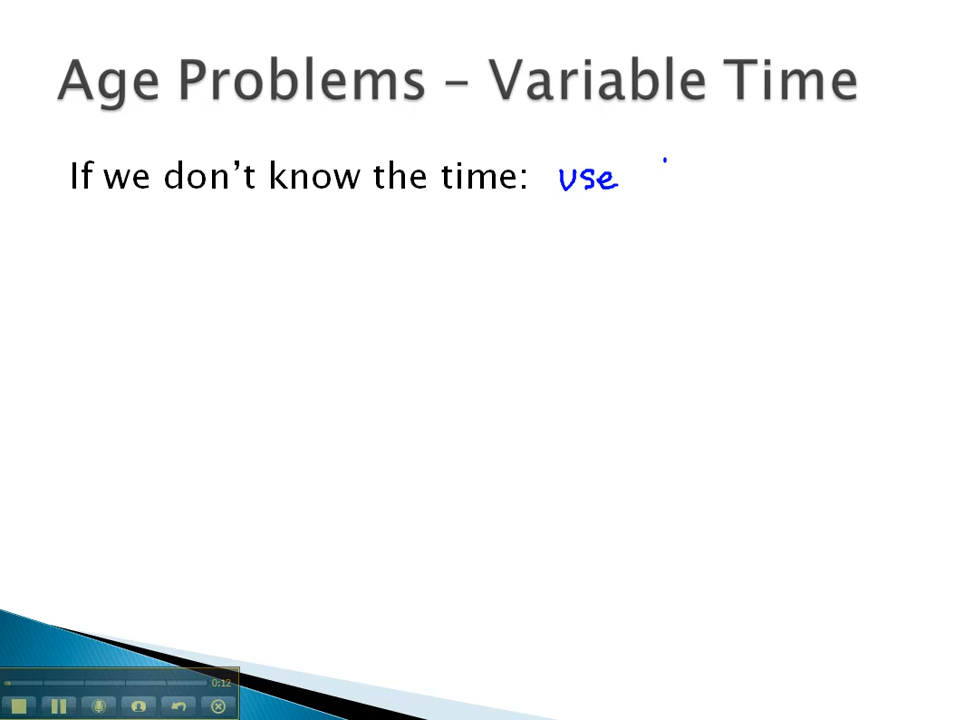 Age Problems – Variable Time
If we don't know the time: use
0:12